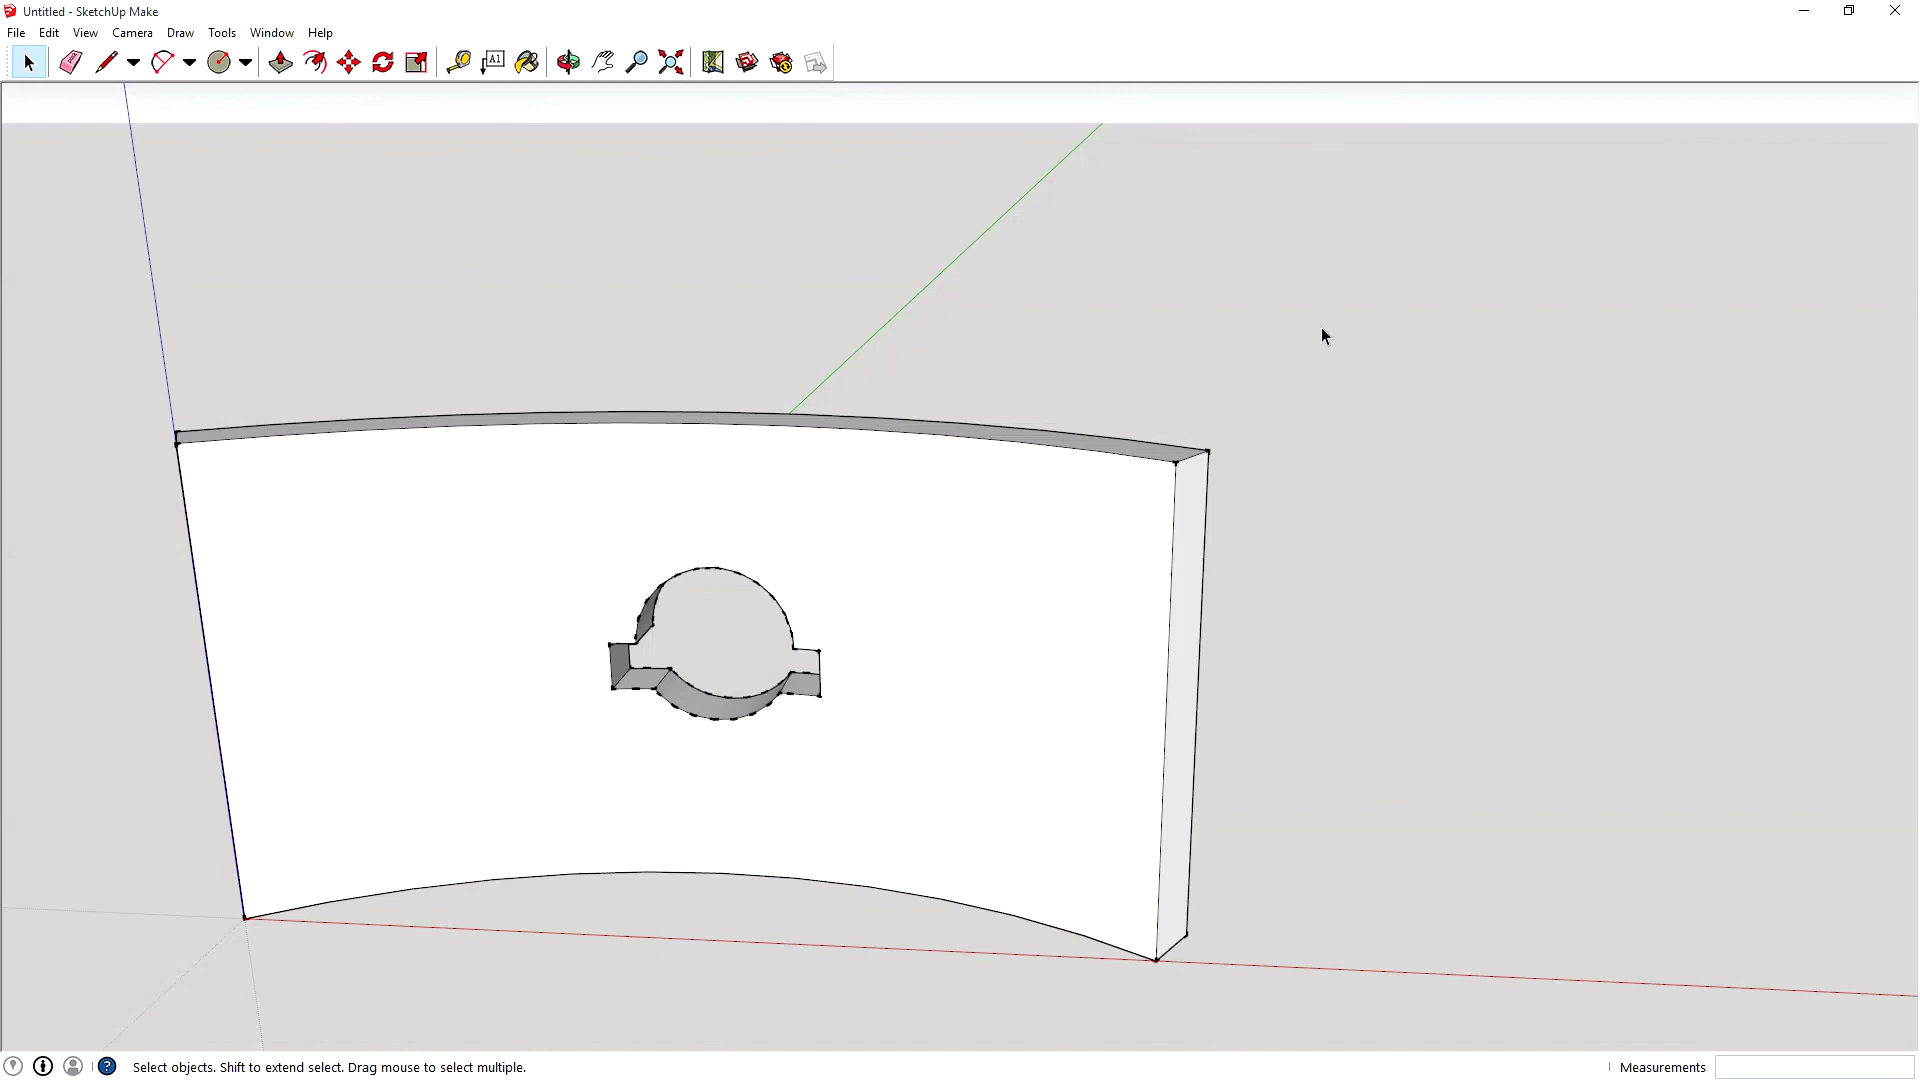 Untitled - SketchUp Make
File Edit View Camera Draw Tools Window Help
A1
Select objects. Shift to extend select. Drag mouse to select multiple.
Measurements